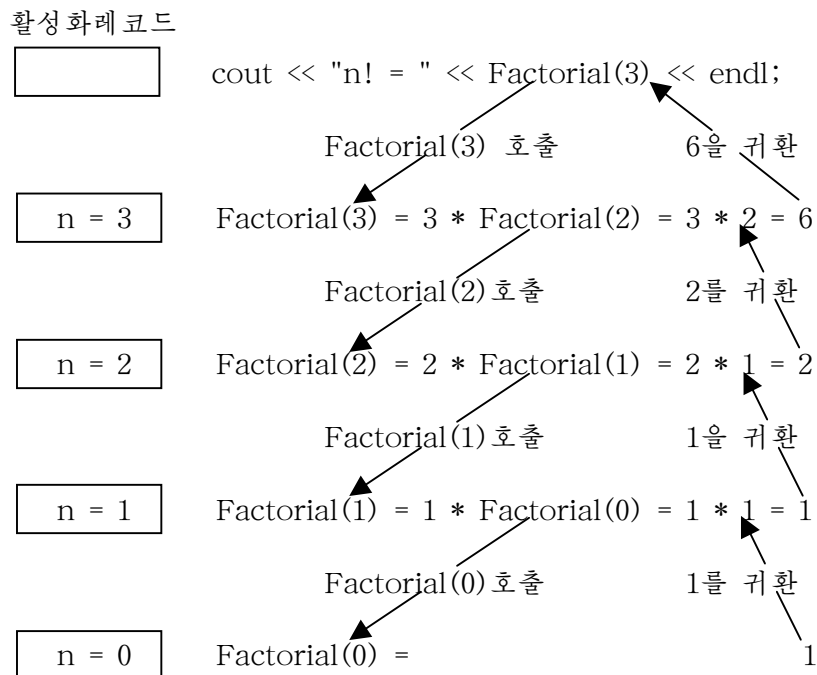 활성화레코드
cout << "n! = " << Factorial(3) << endl;
Factorial(3) 호출 6을 귀환
n = 3 Factorial(3) = 3 * Factorial(2) = 3 * 2 = 6
Factorial(2)호출 2를 귀환
n = 2 Factorial(2) = 2 * Factorial(1) = 2 * 1 = 2
Factorial(1)호출 1을 귀환
n = 1 Factorial(1) = 1 * Factorial(0) = 1 * 1 = 1
Factorial(0)호출 1를 귀환
n = 0 Factorial(0) = 1